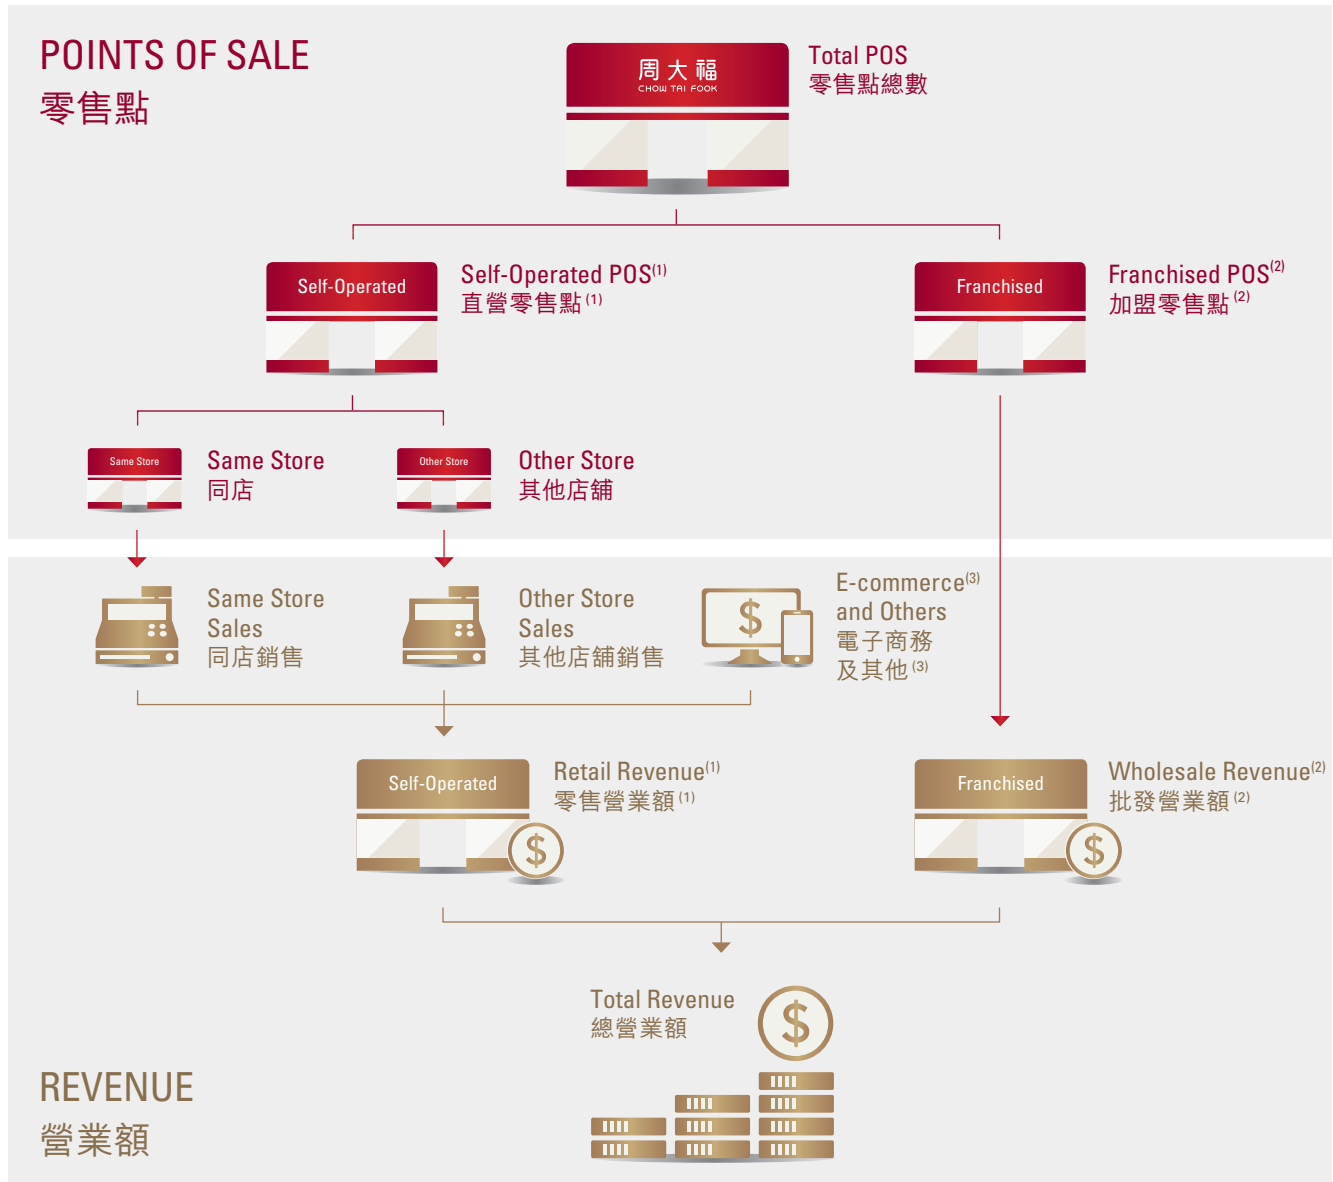 POINTS OF SALE
零售點
周大福
CHOW TAI FOOK
Total POS
零售點總數
Self-Operated
Self-Operated POS(1)
直營零售點(1)
Franchised
Franchised POS(2)
加盟零售點(2)
Same Store
Same Store
同店
Other Store
Other Store
其他店舖
Same Store
Sales
同店銷售
Other Store
Sales
其他店舖銷售
$
E-commerce(3)
and Others
電子商務
及其他(3)
Self-Operated
$
Retail Revenue(1)
零售營業額(1)
Franchised
$
Wholesale Revenue(2)
批發營業額(2)
Total Revenue
總營業額
$
REVENUE
營業額